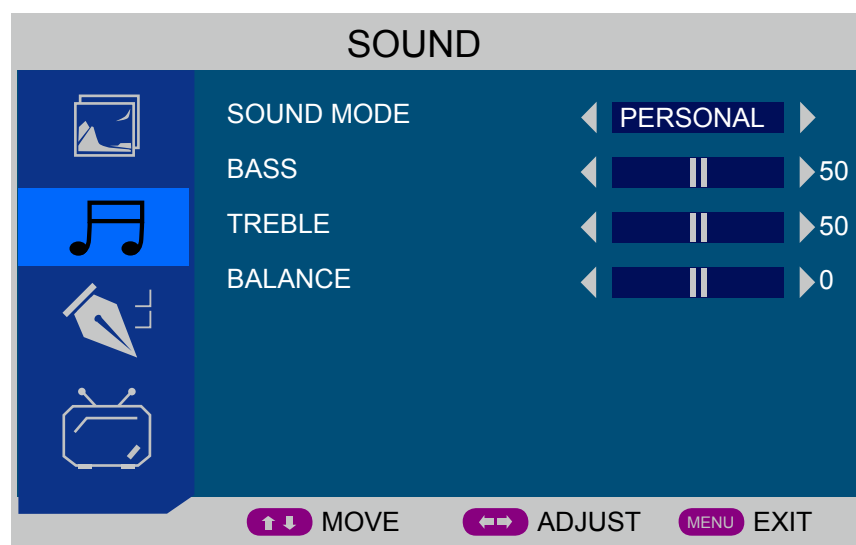 SOUND
SOUND MODE PERSONAL
BASS 50
TREBLE 50
BALANCE 0
MOVE ADJUST MENU EXIT